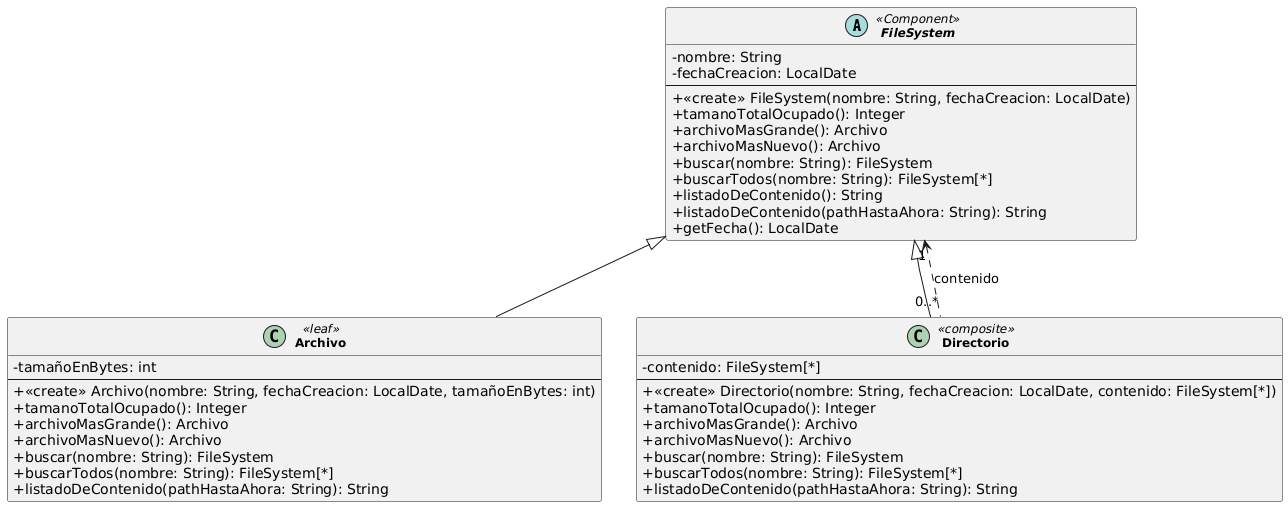 A
«Component»
FileSystem
-nombre: String
-fechaCreacion: LocalDate
+«create» FileSystem(nombre: String, fechaCreacion: LocalDate)
+tamanoTotalOcupado(): Integer
+archivoMasGrande(): Archivo
+archivoMasNuevo(): Archivo
+buscar(nombre: String): FileSystem
+buscarTodos(nombre: String): FileSystem[*]
+listadoDeContenido(): String
+listadoDeContenido(pathHastaAhora: String): String
+getFecha(): LocalDate
1
contenido
0..*
C
«leaf»
Archivo
-tamañoEnBytes: int
+«create» Archivo(nombre: String, fechaCreacion: LocalDate, tamañoEnBytes: int)
+tamanoTotalOcupado(): Integer
+archivoMasGrande(): Archivo
+archivoMasNuevo(): Archivo
+buscar(nombre: String): FileSystem
+buscarTodos(nombre: String): FileSystem[*]
+listadoDeContenido(pathHastaAhora: String): String
C
«composite»
Directorio
-contenido: FileSystem[*]
+«create» Directorio(nombre: String, fechaCreacion: LocalDate, contenido: FileSystem[*])
+tamanoTotalOcupado(): Integer
+archivoMasGrande(): Archivo
+archivoMasNuevo(): Archivo
+buscar(nombre: String): FileSystem
+buscarTodos(nombre: String): FileSystem[*]
+listadoDeContenido(pathHastaAhora: String): String